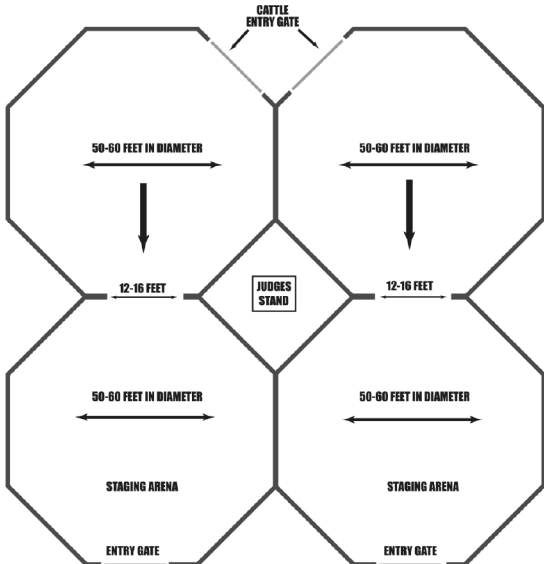 CATTLE
ENTRY GATE
50-60 FEET IN DIAMETER
50-60 FEET IN DIAMETER
12-16 FEET
JUDGES
STAND
12-16 FEET
50-60 FEET IN DIAMETER
50-60 FEET IN DIAMETER
STAGING ARENA
STAGING ARENA
ENTRY GATE
ENTRY GATE